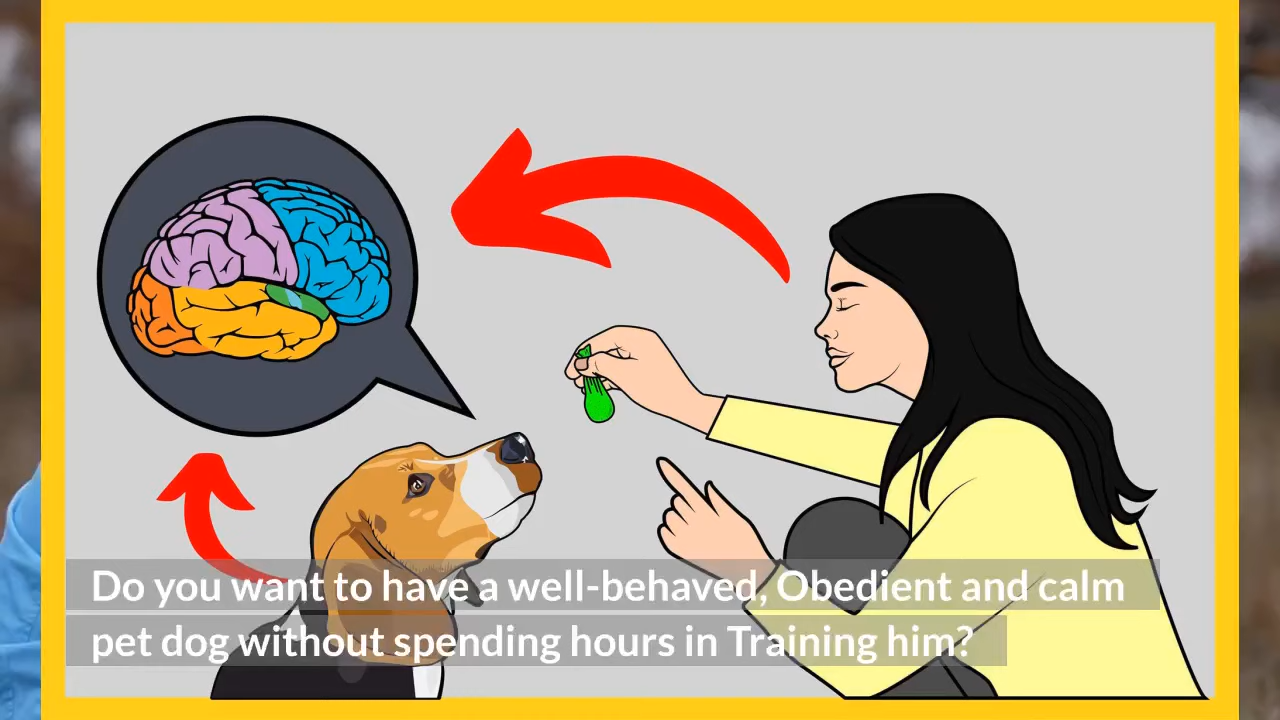 Do you want to have a well-behaved, Obedient and calm
pet dog without spending hours in Training him?